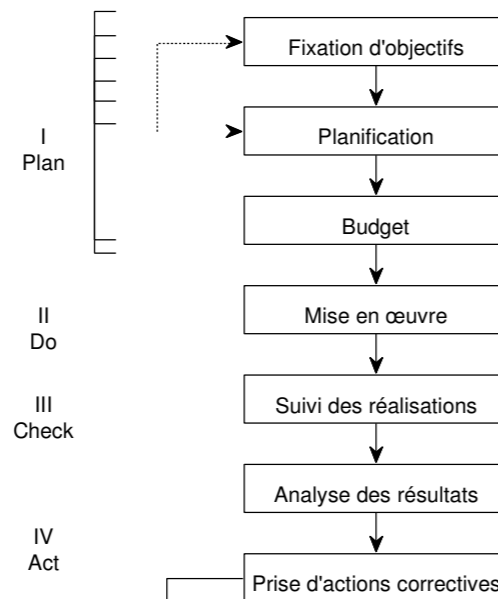 Fixation d'objectifs
I
Plan
Planification
Budget
II
Do
Mise en œuvre
III
Check
Suivi des réalisations
Analyse des résultats
IV
Act
Prise d'actions correctives